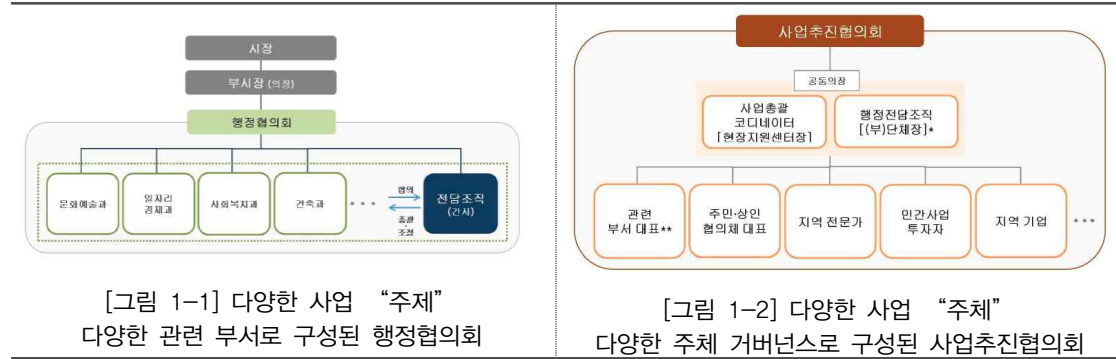 시장
부시장 (의장)
행정협의회
문화예술과
일자리
경제과
사회복지과
건축과
• • •
협의
총괄
조정
전담조직
(간사)
[그림 1-1] 다양한 사업 “주제”
다양한 관련 부서로 구성된 행정협의회
사업추진협의회
공동의장
사업총괄
코디네이터
[현장지원센터장]
행정전담조직
[(부)단체장]*
관련
부서 대표**
주민·상인
협의체 대표
지역 전문가
민간사업
투자자
지역 기업
• • •
[그림 1-2] 다양한 사업 “주체”
다양한 주체 거버넌스로 구성된 사업추진협의회